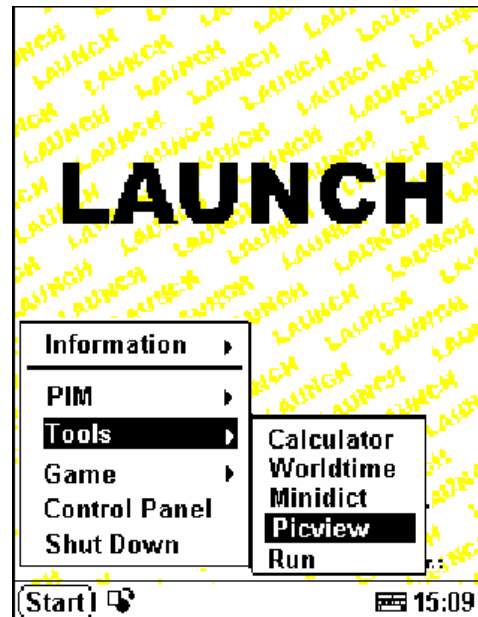 LAUNCH
Information
PIM
Tools
Game
Control Panel
Shut Down
Calculator
Worldtime
Minidict
Picview
Run
Start
15:09